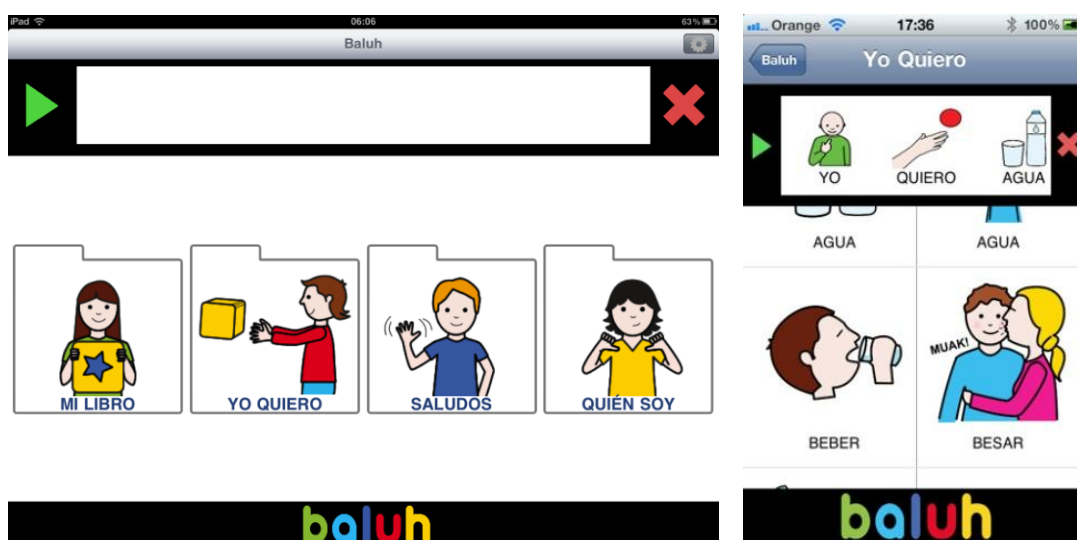 iPad 06:06 63 %
Baluh
MI LIBRO YO QUIERO SALUDOS QUIÉN SOY
baluh
Orange 17:36 100%
Baluh Yo Quiero
YO QUIERO AGUA
AGUA AGUA
MUAK!
BEBER BESAR
baluh